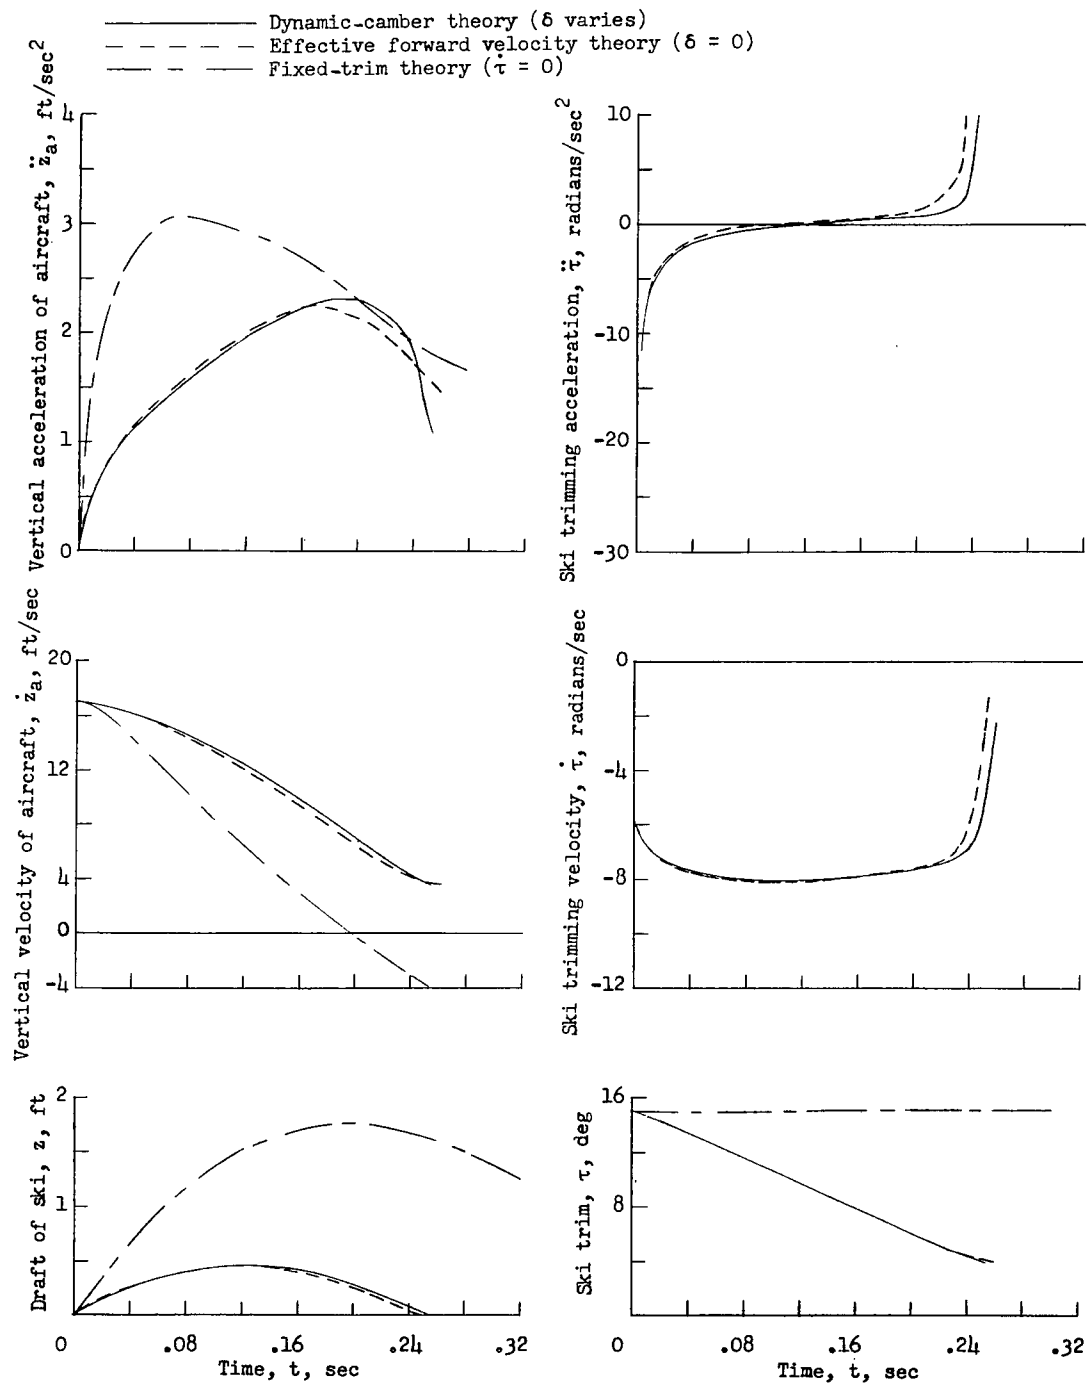 Dynamic-camber theory (δ varies)
Effective forward velocity theory (δ = 0)
Fixed-trim theory (τ̇ = 0)
Vertical acceleration of aircraft, z̈a, ft/sec2
4
3
2
1
0
Ski trimming acceleration, τ̈, radians/sec2
10
0
-10
-20
-30
Vertical velocity of aircraft, ża, ft/sec
20
12
4
0
-4
Ski trimming velocity, τ̇, radians/sec
0
-4
-8
-12
Draft of ski, z, ft
2
1
0 .08 .16 .24 .32
Time, t, sec
Ski trim, τ, deg
16
8
0 .08 .16 .24 .32
Time, t, sec